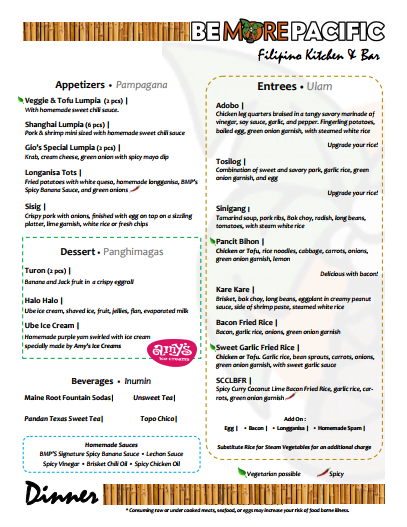 BE MORE PACIFIC
Filipino Kitchen & Bar
Appetizers • Pampagana
Veggie & Tofu Lumpia (2 pcs) |
With homemade sweet chili sauce.
Shanghai Lumpia (6 pcs) |
Pork & shrimp mini sized with homemade sweet chili sauce
Gio's Special Lumpia (2 pcs) |
Krab, cream cheese, green onion with spicy mayo dip
Longanisa Tots |
Fried potatoes with white queso, homemade longganisa, BMP's
Spicy Banana Sauce, and green onions
Sisig |
Crispy pork with onions, finished with egg on top on a sizzling
platter, lime garnish, white rice or fresh chips
Dessert • Panghimagas
Turon (2 pcs) |
Banana and Jack fruit in a crispy eggroll
Halo Halo |
Ube ice cream, shaved ice, fruit, jellies, flan, evaporated milk
Ube Ice Cream |
Homemade purple yam swirled with ice cream
specially made by Amy's Ice Creams
amy's
ice creams
Beverages • Inumin
Maine Root Fountain Sodas|
Unsweet Tea|
Pandan Texas Sweet Tea|
Topo Chico|
Homemade Sauces
BMP'S Signature Spicy Banana Sauce • Lechon Sauce
Spicy Vinegar • Brisket Chili Oil • Spicy Chicken Oil
Entrees • Ulam
Adobo |
Chicken leg quarters braised in a tangy savory marinade of
vinegar, soy sauce, garlic, and pepper. Fingerling potatoes,
boiled egg, green onion garnish, with steamed white rice
Upgrade your rice!
Tosilog |
Combination of sweet and savory pork, garlic rice, green
onion garnish, and egg
Upgrade your rice!
Sinigang |
Tamarind soup, pork ribs, Bok choy, radish, long beans,
tomatoes, with steam white rice
Pancit Bihon |
Chicken or Tofu, rice noodles, cabbage, carrots, onions,
green onion garnish, lemon
Delicious with bacon!
Kare Kare |
Brisket, bok choy, long beans, eggplant in creamy peanut
sauce, side of shrimp paste, steamed white rice
Bacon Fried Rice |
Bacon, garlic rice, onions, green onion garnish
Sweet Garlic Fried Rice |
Chicken or Tofu. Garlic rice, bean sprouts, carrots, onions,
green onion garnish, with sweet garlic sauce
SCCLBFR |
Spicy Curry Coconut Lime Bacon Fried Rice, garlic rice, car-
rots, green onion garnish
Add On :
Egg | • Bacon | • Longganisa | • Homemade Spam |
Substitute Rice for Steam Vegetables for an additional charge
Vegetarian possible
Spicy
Dinner
* Consuming raw or under cooked meats, seafood, or eggs may increase your risk of food borne illness.